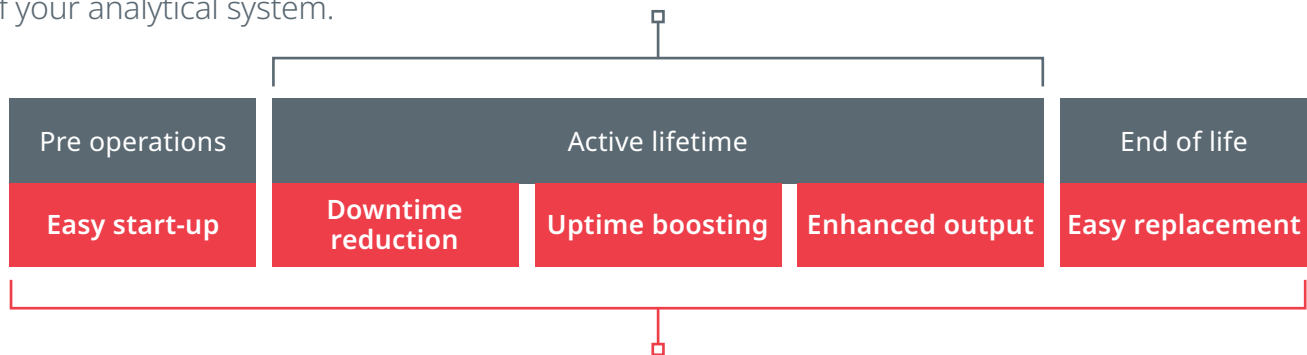 of your analytical system.
Pre operations
Active lifetime
End of life
Easy start-up
Downtime
reduction
Uptime boosting
Enhanced output
Easy replacement